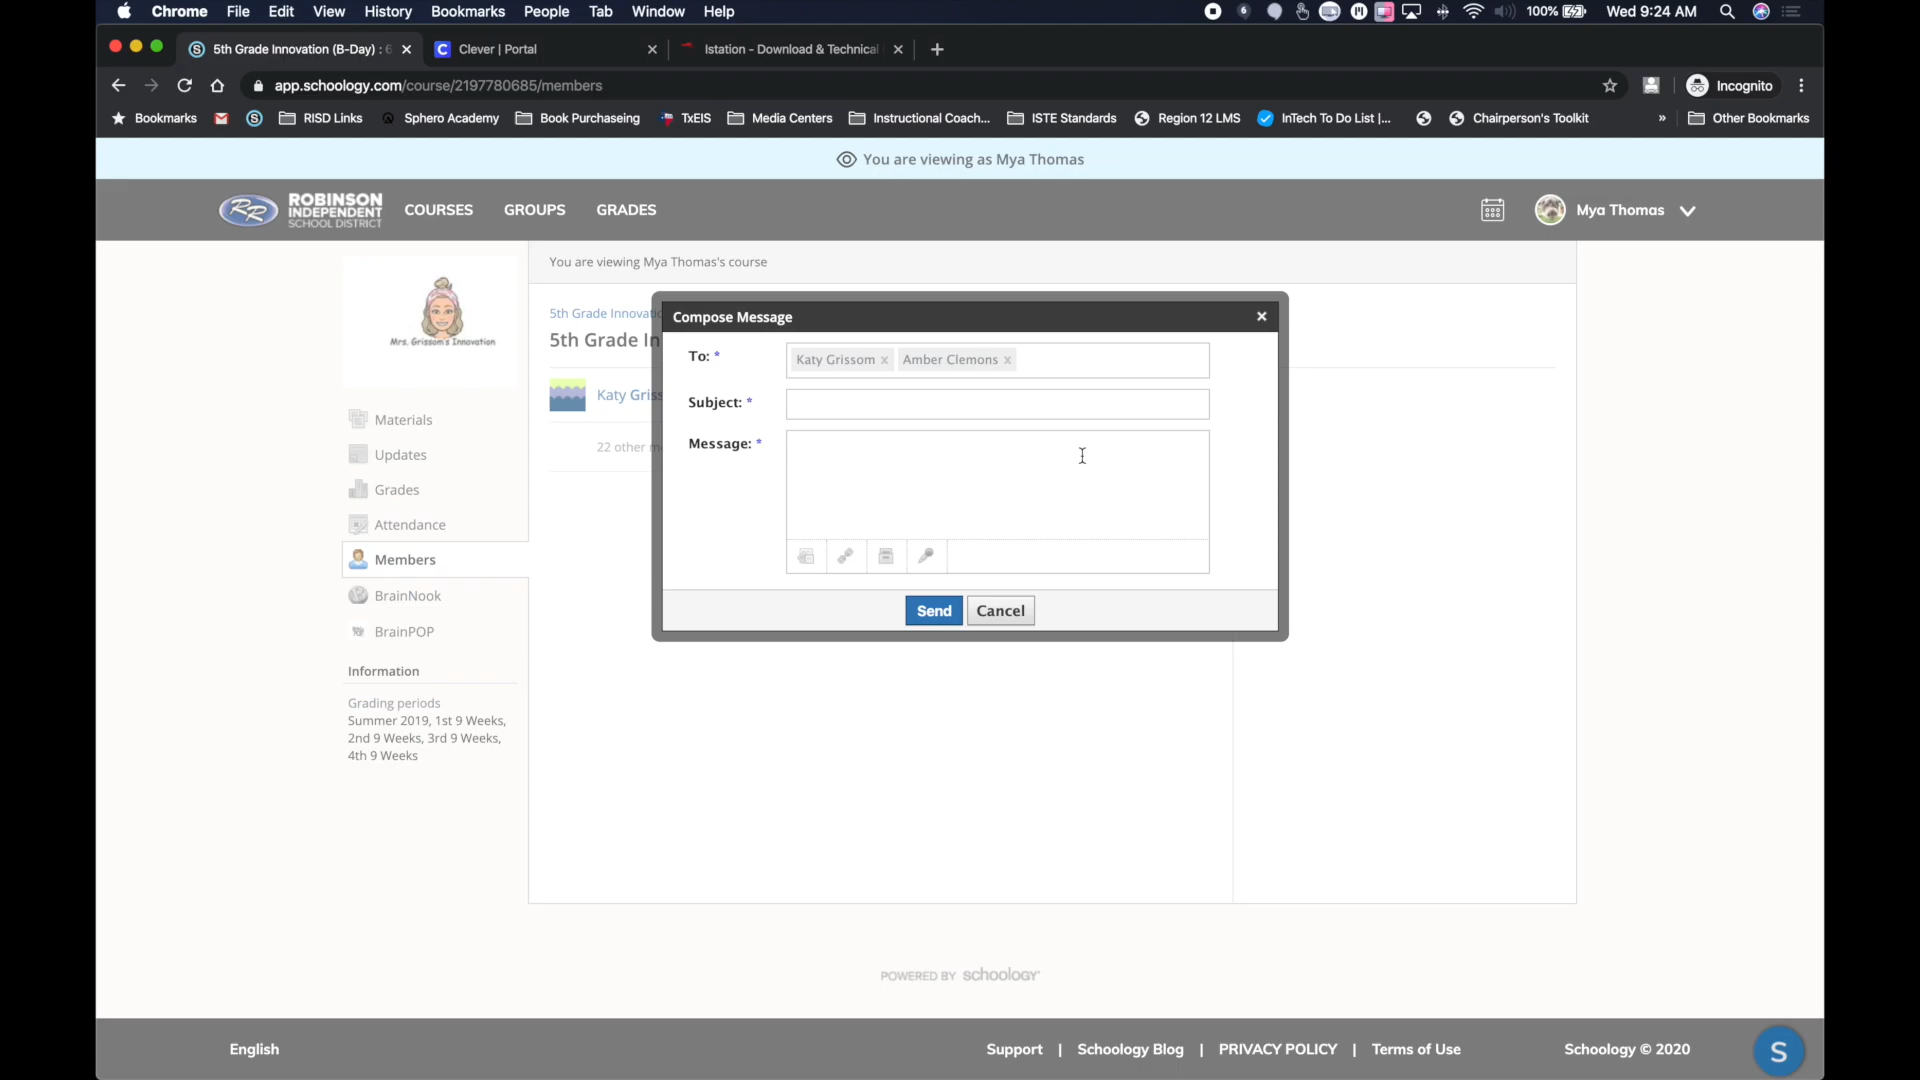 Chrome File Edit View History Bookmarks People Tab Window Help 100% Wed 9:24 AM
5th Grade Innovation (B-Day) : 6 Clever | Portal Istation - Download & Technical
app.schoology.com/course/2197780685/members Incognito
Bookmarks RISD Links Sphero Academy Book Purchaseing TxEIS Media Centers Instructional Coach... ISTE Standards Region 12 LMS InTech To Do List |... Chairperson's Toolkit » Other Bookmarks
You are viewing as Mya Thomas
RR ROBINSON INDEPENDENT SCHOOL DISTRICT COURSES GROUPS GRADES Mya Thomas
You are viewing Mya Thomas's course
Mrs. Grissom's Innovation
5th Grade Innovati
5th Grade In
Katy Griss
22 other m
Compose Message
To: * Katy Grissom x Amber Clemons x
Subject: *
Message: *
Send Cancel
Materials
Updates
Grades
Attendance
Members
BrainNook
BrainPOP
Information
Grading periods
Summer 2019, 1st 9 Weeks,
2nd 9 Weeks, 3rd 9 Weeks,
4th 9 Weeks
POWERED BY schoology
English Support | Schoology Blog | PRIVACY POLICY | Terms of Use Schoology © 2020 S